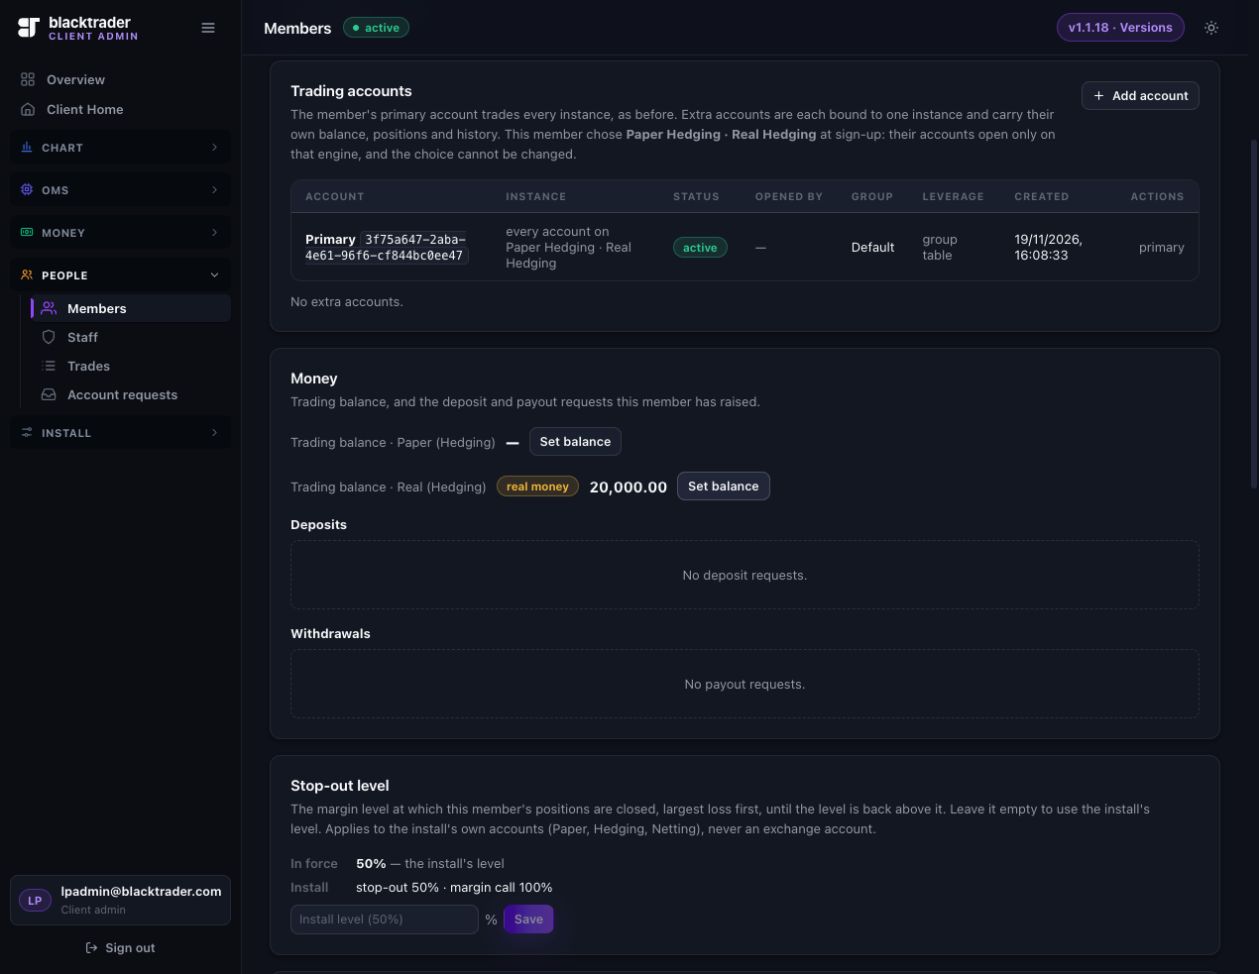 blacktrader
CLIENT ADMIN
Overview
Client Home
CHART
OMS
MONEY
PEOPLE
Members
Staff
Trades
Account requests
INSTALL
LP
lpadmin@blacktrader.com
Client admin
Sign out
Members
active
v1.1.18 · Versions
Trading accounts
+ Add account
The member's primary account trades every instance, as before. Extra accounts are each bound to one instance and carry their
own balance, positions and history. This member chose Paper Hedging · Real Hedging at sign-up: their accounts open only on
that engine, and the choice cannot be changed.
ACCOUNT INSTANCE STATUS OPENED BY GROUP LEVERAGE CREATED ACTIONS
Primary 3f75a647-2aba-
4e61-96f6-cf844bc0ee47
every account on
Paper Hedging · Real
Hedging
active
—
Default
group
table
19/11/2026,
16:08:33
primary
No extra accounts.
Money
Trading balance, and the deposit and payout requests this member has raised.
Trading balance · Paper (Hedging) — Set balance
Trading balance · Real (Hedging) real money 20,000.00 Set balance
Deposits
No deposit requests.
Withdrawals
No payout requests.
Stop-out level
The margin level at which this member's positions are closed, largest loss first, until the level is back above it. Leave it empty to use the install's
level. Applies to the install's own accounts (Paper, Hedging, Netting), never an exchange account.
In force 50% — the install's level
Install stop-out 50% · margin call 100%
Install level (50%) % Save